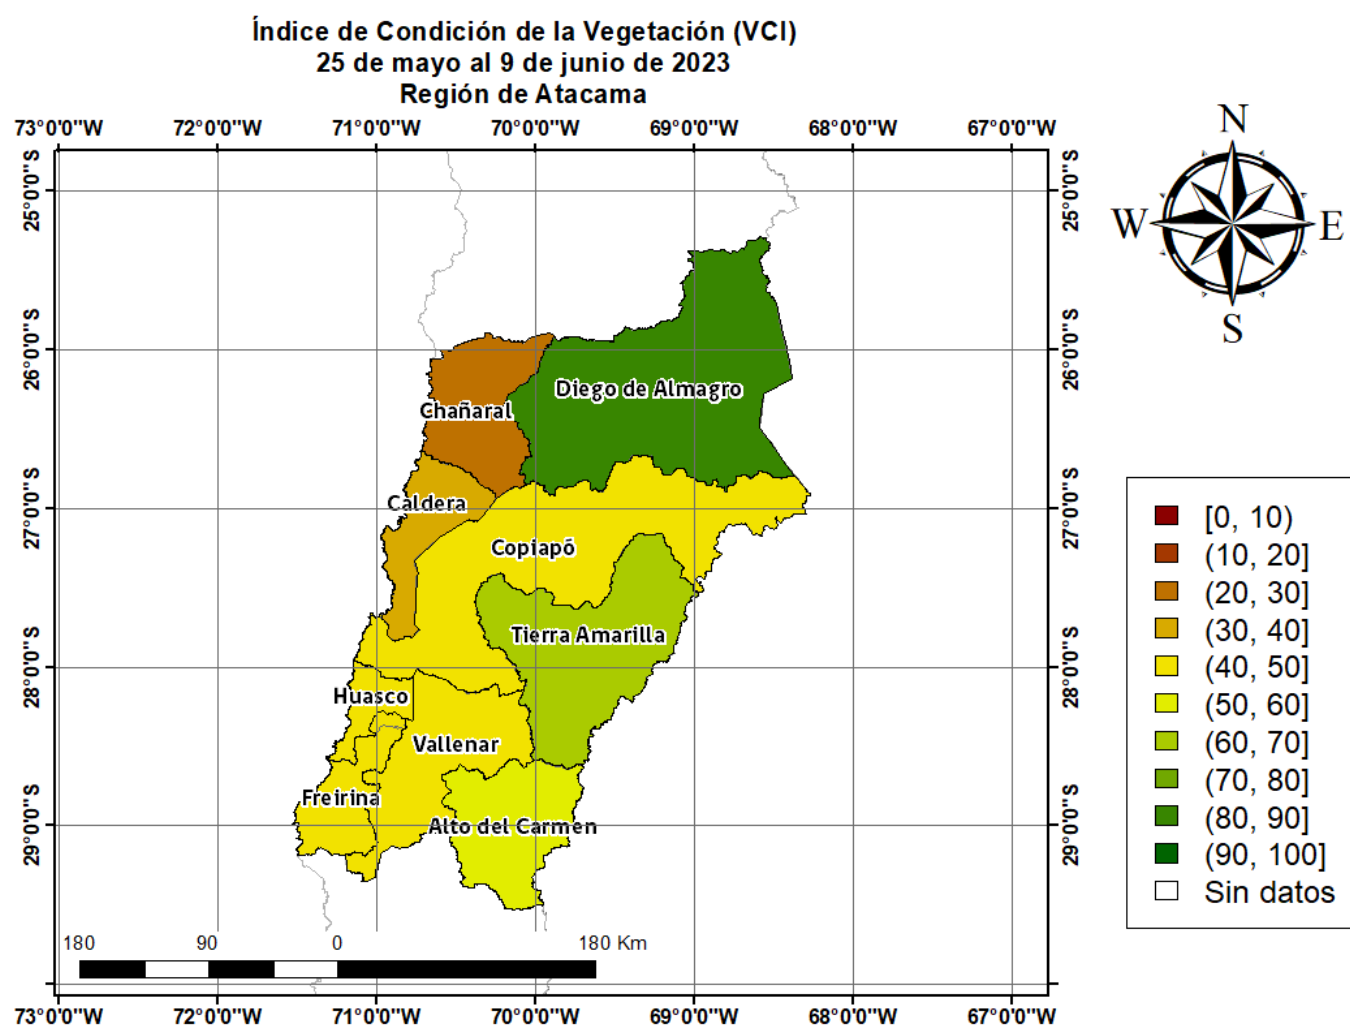 Índice de Condición de la Vegetación (VCI)
25 de mayo al 9 de junio de 2023
Región de Atacama
73°0'0"W 72°0'0"W 71°0'0"W 70°0'0"W 69°0'0"W 68°0'0"W 67°0'0"W
25°0'0"S 25°0'0"S
26°0'0"S 26°0'0"S
27°0'0"S 27°0'0"S
28°0'0"S 28°0'0"S
29°0'0"S 29°0'0"S
Diego de Almagro
Chañaral
Caldera
Copiapó
Tierra Amarilla
Huasco
Vallenar
Freirina
Alto del Carmen
180 90 0 180 Km
73°0'0"W 72°0'0"W 71°0'0"W 70°0'0"W 69°0'0"W 68°0'0"W 67°0'0"W
N
W E
S
[0, 10)
(10, 20]
(20, 30]
(30, 40]
(40, 50]
(50, 60]
(60, 70]
(70, 80]
(80, 90]
(90, 100]
Sin datos